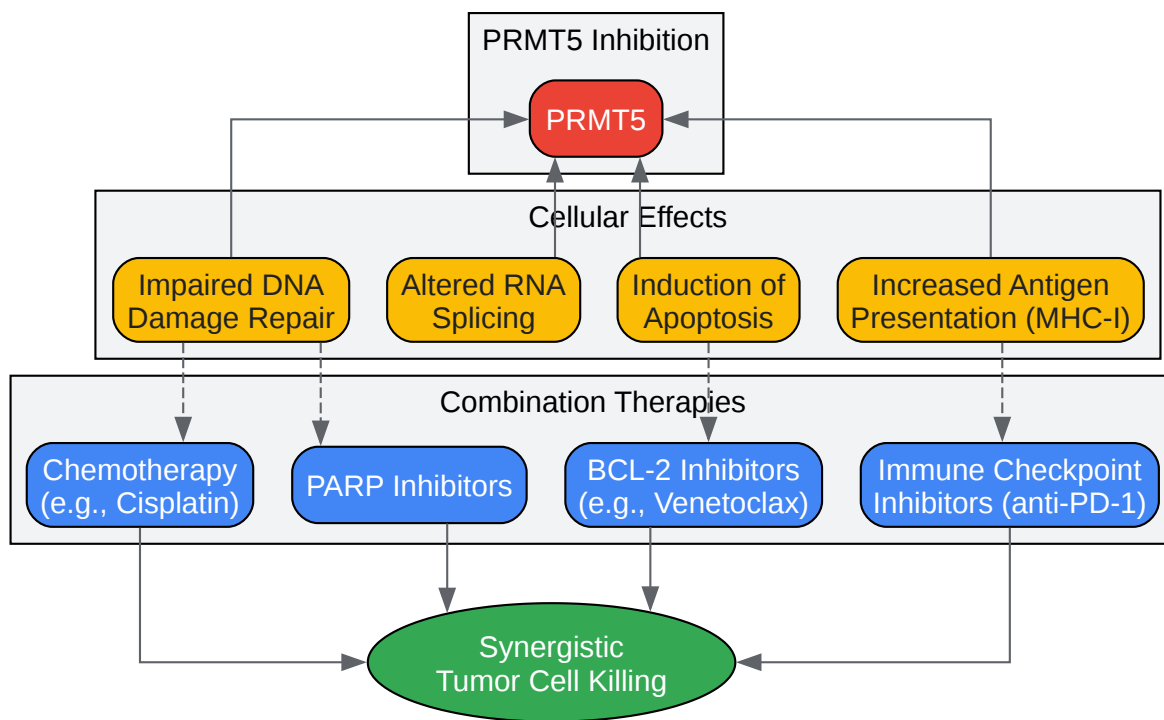 PRMT5 Inhibition
PRMT5
Cellular Effects
Impaired DNA
Damage Repair
Altered RNA
Splicing
Induction of
Apoptosis
Increased Antigen
Presentation (MHC-I)
Combination Therapies
Chemotherapy
(e.g., Cisplatin)
PARP Inhibitors
BCL-2 Inhibitors
(e.g., Venetoclax)
Immune Checkpoint
Inhibitors (anti-PD-1)
Synergistic
Tumor Cell Killing